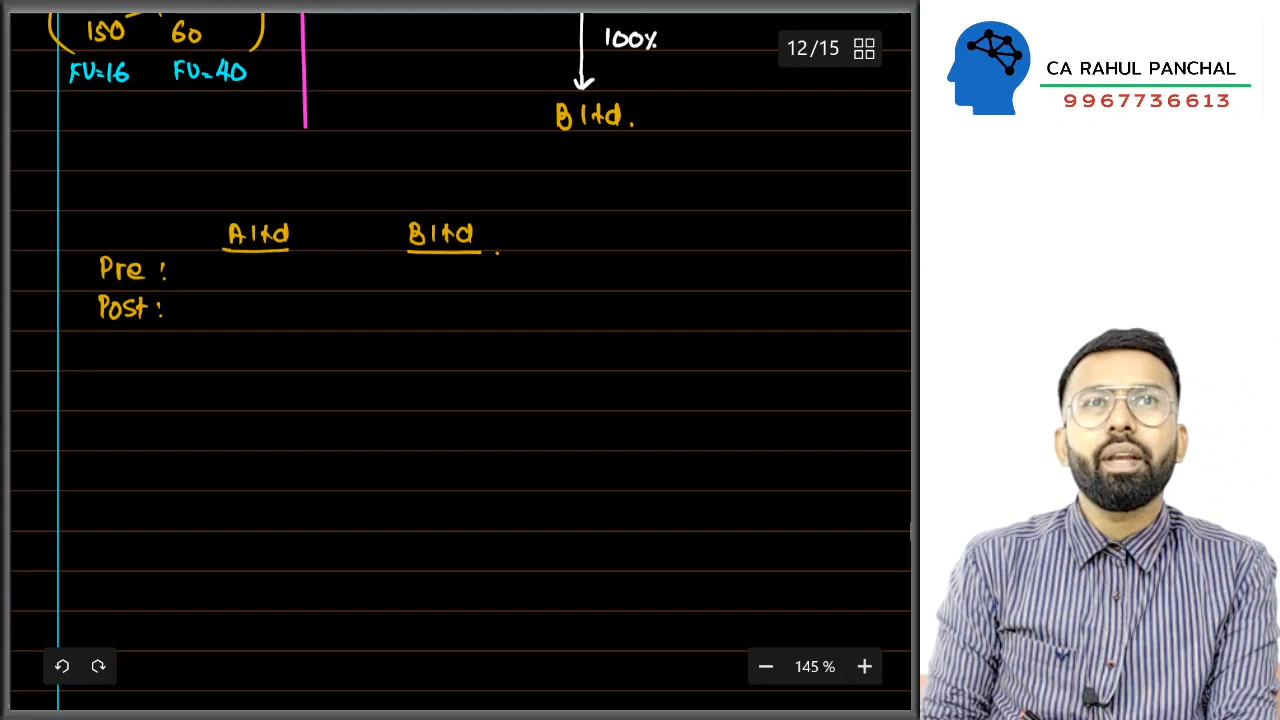 150 60
FV=16 FV=40
100%
B ltd.
12/15
CA RAHUL PANCHAL
9967736613
A ltd B ltd.
Pre :
Post :
145 %